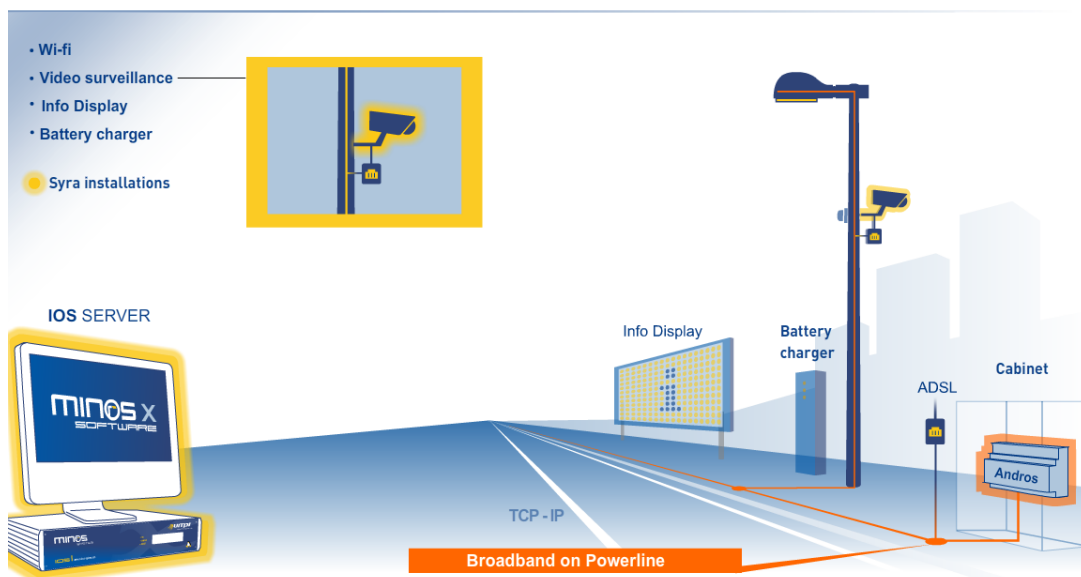 • Wi-fi
• Video surveillance
• Info Display
• Battery charger
Syra installations
IOS SERVER
minos x
SOFTWARE
minos
umpi
Info Display
Battery
charger
ADSL
Cabinet
Andros
TCP - IP
Broadband on Powerline